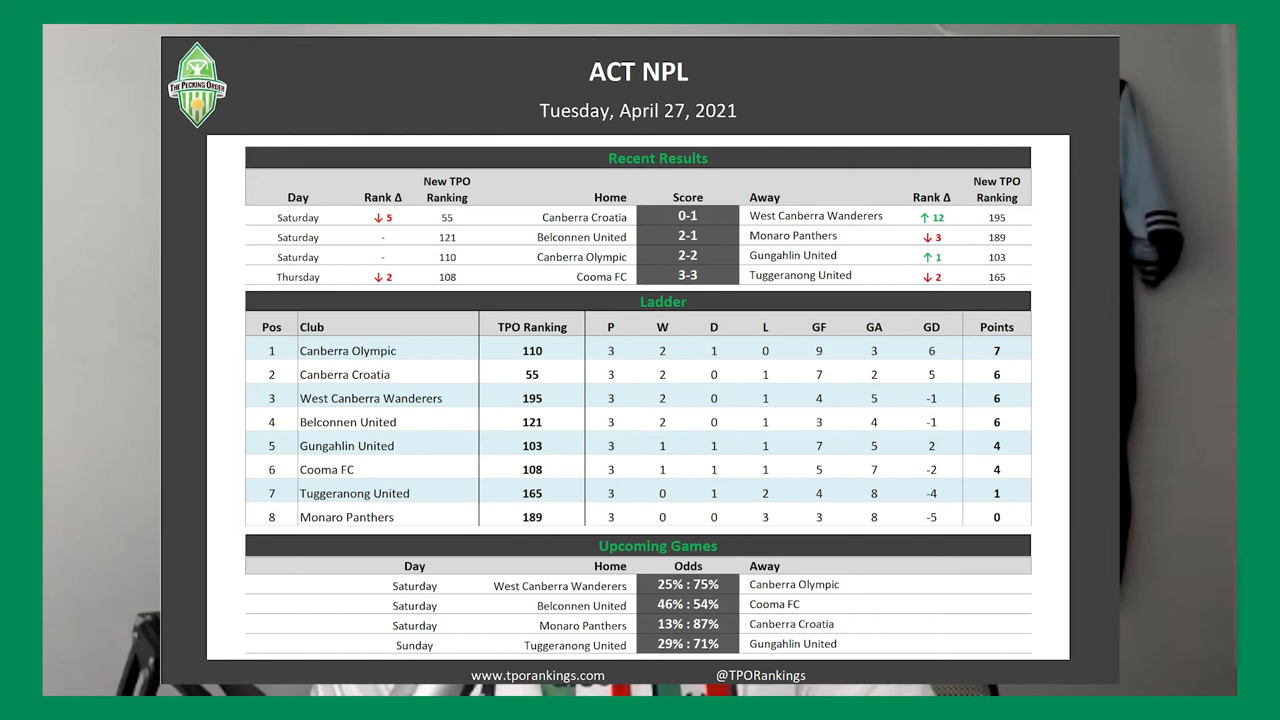 THE PECKING ORDER
ACT NPL
Tuesday, April 27, 2021
Recent Results
Day Rank Δ New TPO Ranking Home Score Away Rank Δ New TPO Ranking
Saturday ↓ 5 55 Canberra Croatia 0-1 West Canberra Wanderers ↑ 12 195
Saturday - 121 Belconnen United 2-1 Monaro Panthers ↓ 3 189
Saturday - 110 Canberra Olympic 2-2 Gungahlin United ↑ 1 103
Thursday ↓ 2 108 Cooma FC 3-3 Tuggeranong United ↓ 2 165
Ladder
Pos Club TPO Ranking P W D L GF GA GD Points
1 Canberra Olympic 110 3 2 1 0 9 3 6 7
2 Canberra Croatia 55 3 2 0 1 7 2 5 6
3 West Canberra Wanderers 195 3 2 0 1 4 5 -1 6
4 Belconnen United 121 3 2 0 1 3 4 -1 6
5 Gungahlin United 103 3 1 1 1 7 5 2 4
6 Cooma FC 108 3 1 1 1 5 7 -2 4
7 Tuggeranong United 165 3 0 1 2 4 8 -4 1
8 Monaro Panthers 189 3 0 0 3 3 8 -5 0
Upcoming Games
Day Home Odds Away
Saturday West Canberra Wanderers 25% : 75% Canberra Olympic
Saturday Belconnen United 46% : 54% Cooma FC
Saturday Monaro Panthers 13% : 87% Canberra Croatia
Sunday Tuggeranong United 29% : 71% Gungahlin United
www.tporankings.com @TPORankings